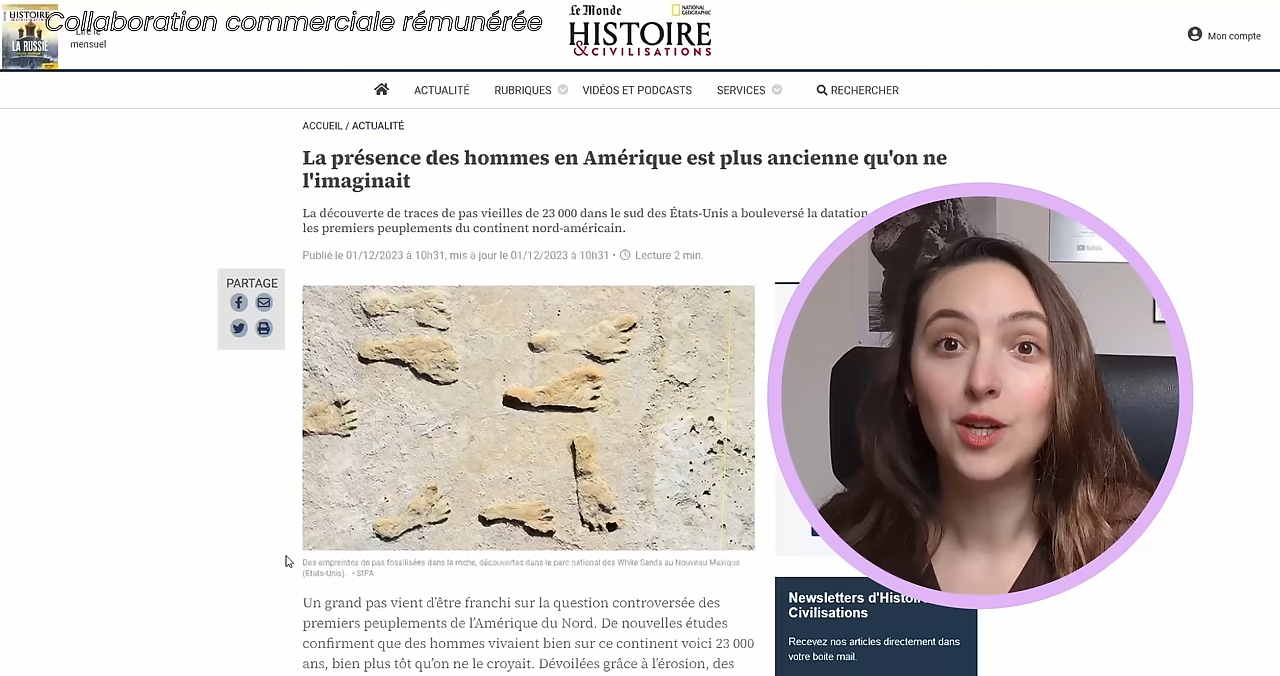 HISTOIRE
LA RUSSIE
Collaboration commerciale rémunérée
Lire le
mensuel
Le Monde
NATIONAL
GEOGRAPHIC
HISTOIRE
& CIVILISATIONS
Mon compte
ACTUALITÉ
RUBRIQUES
VIDÉOS ET PODCASTS
SERVICES
RECHERCHER
ACCUEIL / ACTUALITÉ
La présence des hommes en Amérique est plus ancienne qu'on ne
l'imaginait
La découverte de traces de pas vieilles de 23 000 dans le sud des États-Unis a bouleversé la datation
les premiers peuplements du continent nord-américain.
Publié le 01/12/2023 à 10h31, mis à jour le 01/12/2023 à 10h31 • Lecture 2 min.
PARTAGE
YouTube
Des empreintes de pas fossilisées dans la roche, découvertes dans le parc national des White Sands au Nouveau Mexique
(Etats-Unis). • SIPA
Un grand pas vient d’être franchi sur la question controversée des
premiers peuplements de l’Amérique du Nord. De nouvelles études
confirment que des hommes vivaient bien sur ce continent voici 23 000
ans, bien plus tôt qu’on ne le croyait. Dévoilées grâce à l’érosion, des
Newsletters d'Histoire
Civilisations
Recevez nos articles directement dans
votre boite mail.